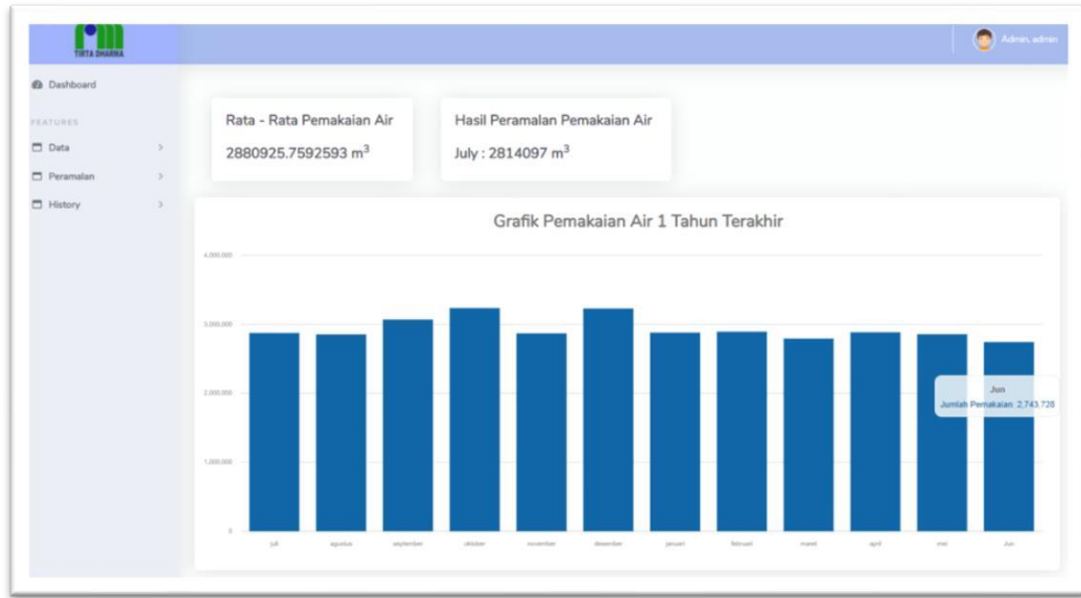 TIRTA DHARMA
Admin, admin
Dashboard
FEATURES
Data
Peramalan
History
Rata - Rata Pemakaian Air
2880925.7592593 m³
Hasil Peramalan Pemakaian Air
July : 2814097 m³
Grafik Pemakaian Air 1 Tahun Terakhir
4,000,000
3,000,000
2,000,000
1,000,000
0
Jun
Jumlah Pemakaian: 2,743,728
juli agustus september oktober november desember januari februari maret april mei Jun